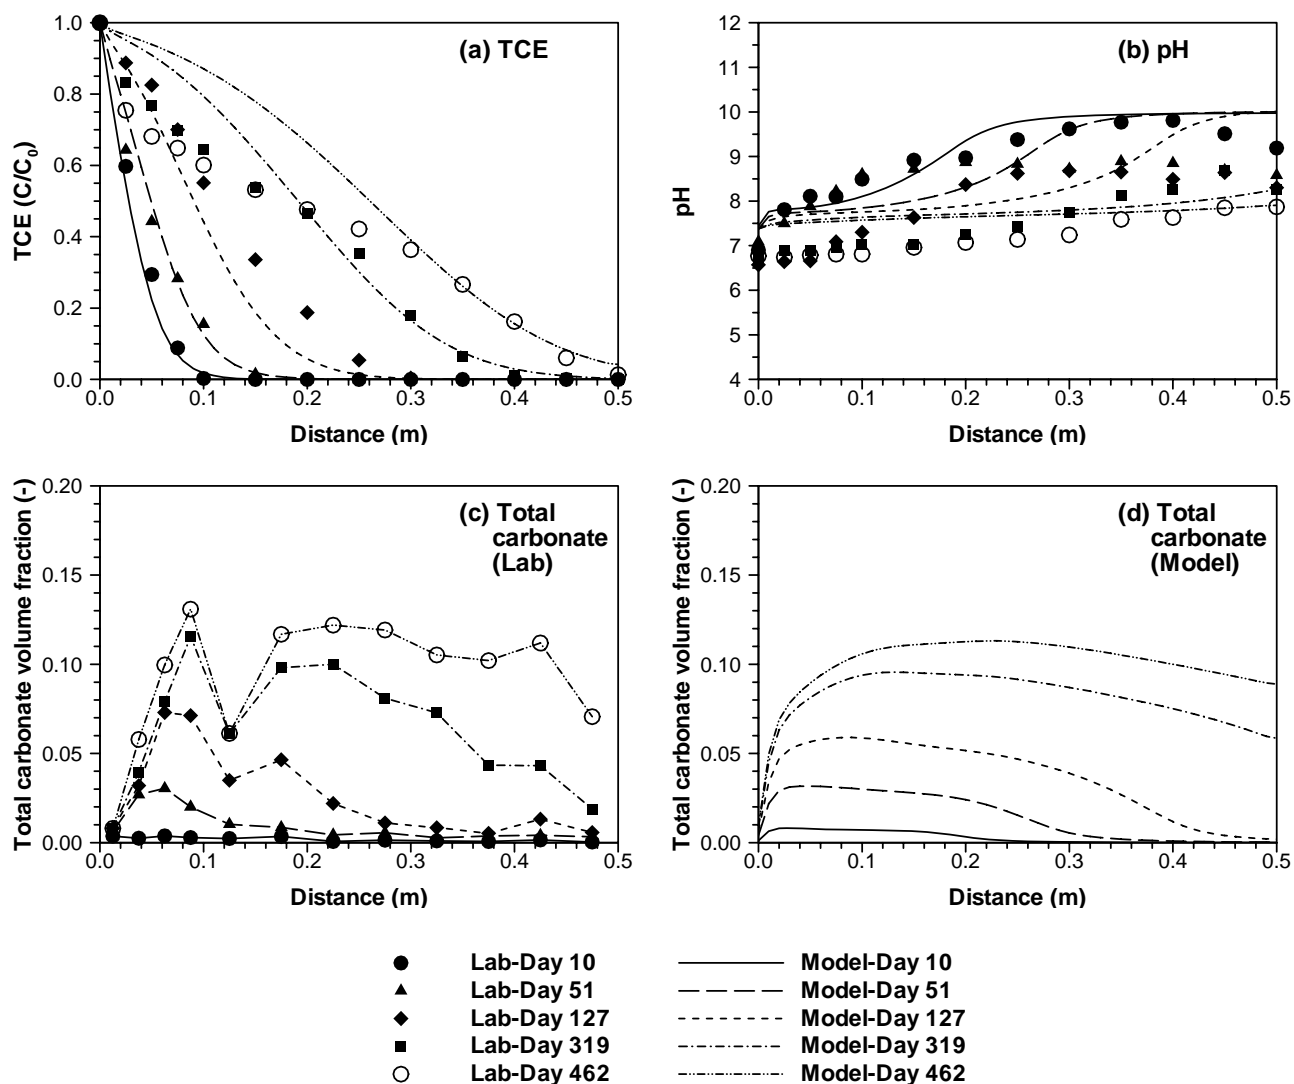 (a) TCE
TCE (C/C0)
1.0
0.8
0.6
0.4
0.2
0.0
0.0 0.1 0.2 0.3 0.4 0.5
Distance (m)
(b) pH
pH
12
11
10
9
8
7
6
5
4
0.0 0.1 0.2 0.3 0.4 0.5
Distance (m)
(c) Total
carbonate
(Lab)
Total carbonate volume fraction (-)
0.20
0.15
0.10
0.05
0.00
0.0 0.1 0.2 0.3 0.4 0.5
Distance (m)
(d) Total
carbonate
(Model)
Total carbonate volume fraction (-)
0.20
0.15
0.10
0.05
0.00
0.0 0.1 0.2 0.3 0.4 0.5
Distance (m)
Lab-Day 10
Lab-Day 51
Lab-Day 127
Lab-Day 319
Lab-Day 462
Model-Day 10
Model-Day 51
Model-Day 127
Model-Day 319
Model-Day 462